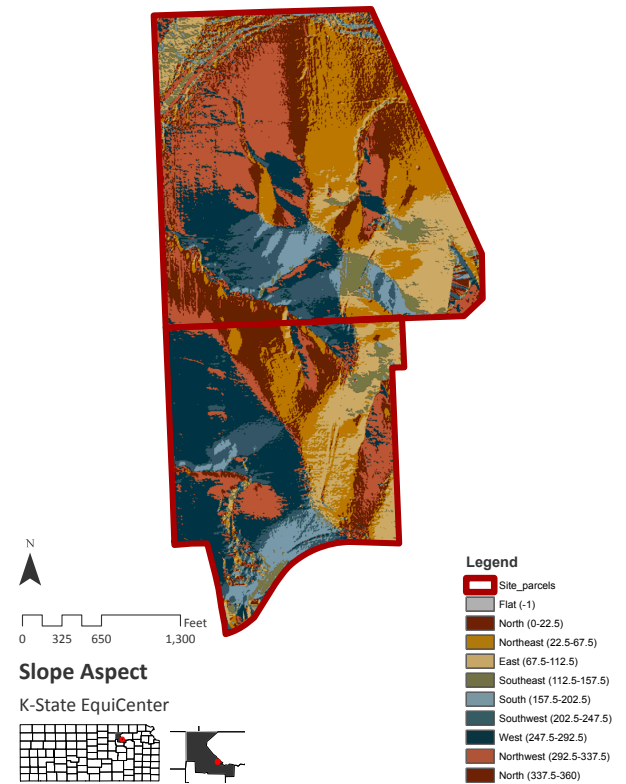 N
Feet
0 325 650 1,300
Slope Aspect
K-State EquiCenter
Legend
Site_parcels
Flat (-1)
North (0-22.5)
Northeast (22.5-67.5)
East (67.5-112.5)
Southeast (112.5-157.5)
South (157.5-202.5)
Southwest (202.5-247.5)
West (247.5-292.5)
Northwest (292.5-337.5)
North (337.5-360)